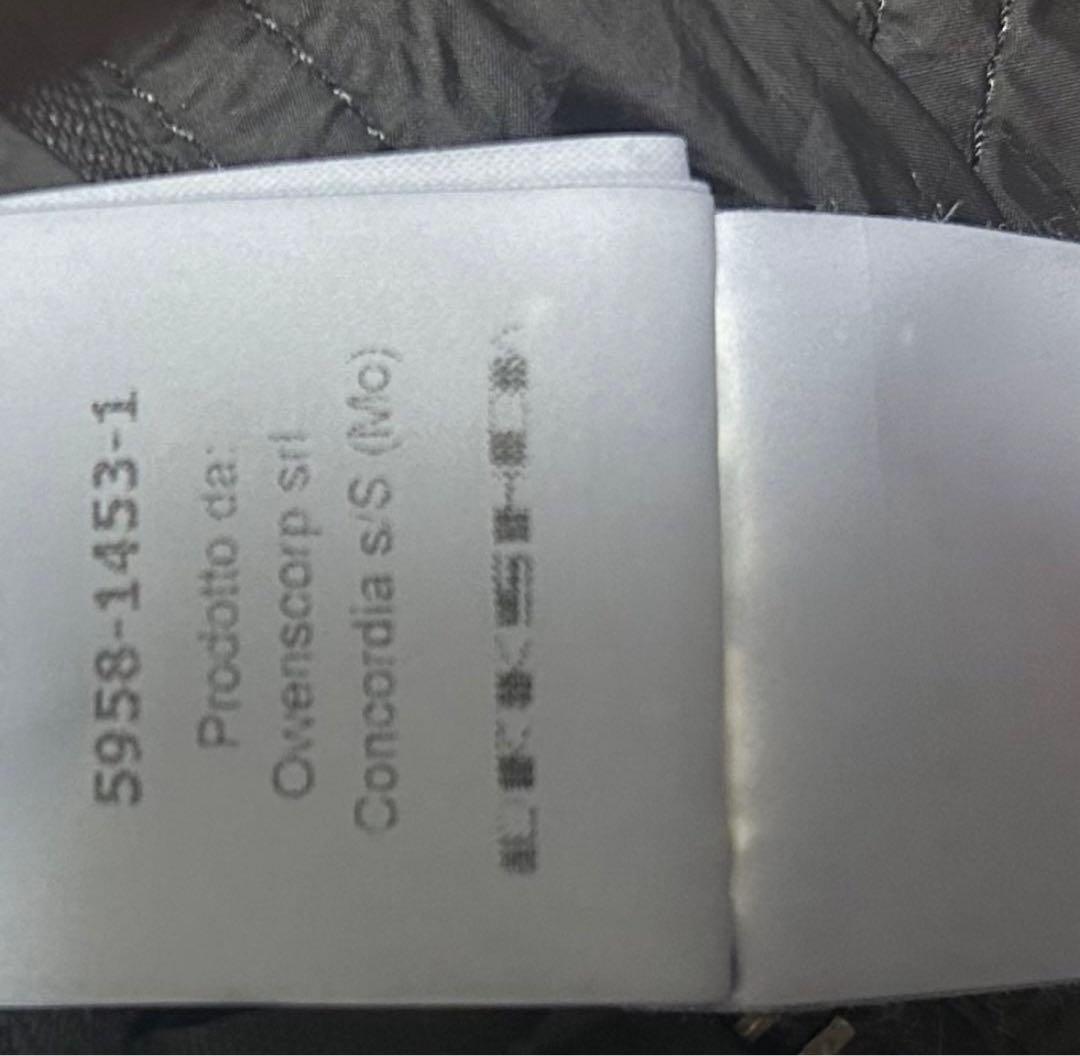 5958-1453-1
Prodotto da:
Owenscorp srl
Concordia s/S (Mo)